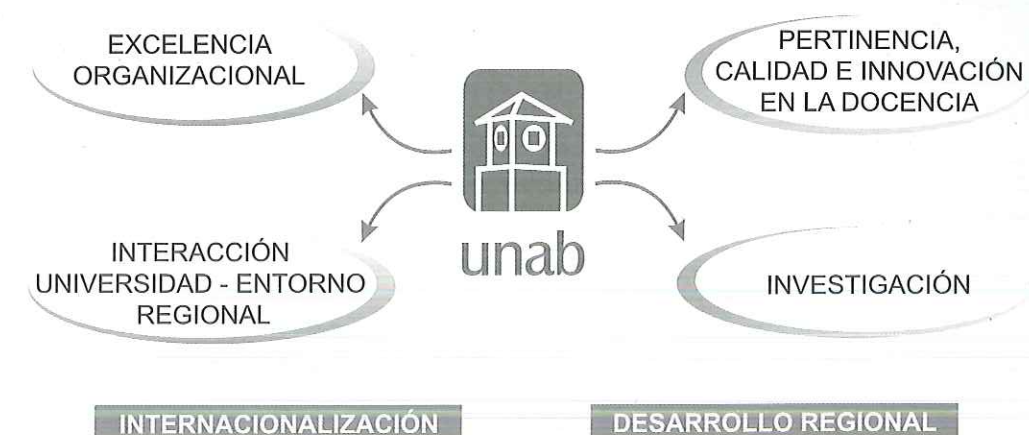 EXCELENCIA
ORGANIZACIONAL
PERTINENCIA,
CALIDAD E INNOVACIÓN
EN LA DOCENCIA
unab
INTERACCIÓN
UNIVERSIDAD - ENTORNO
REGIONAL
INVESTIGACIÓN
INTERNACIONALIZACIÓN
DESARROLLO REGIONAL